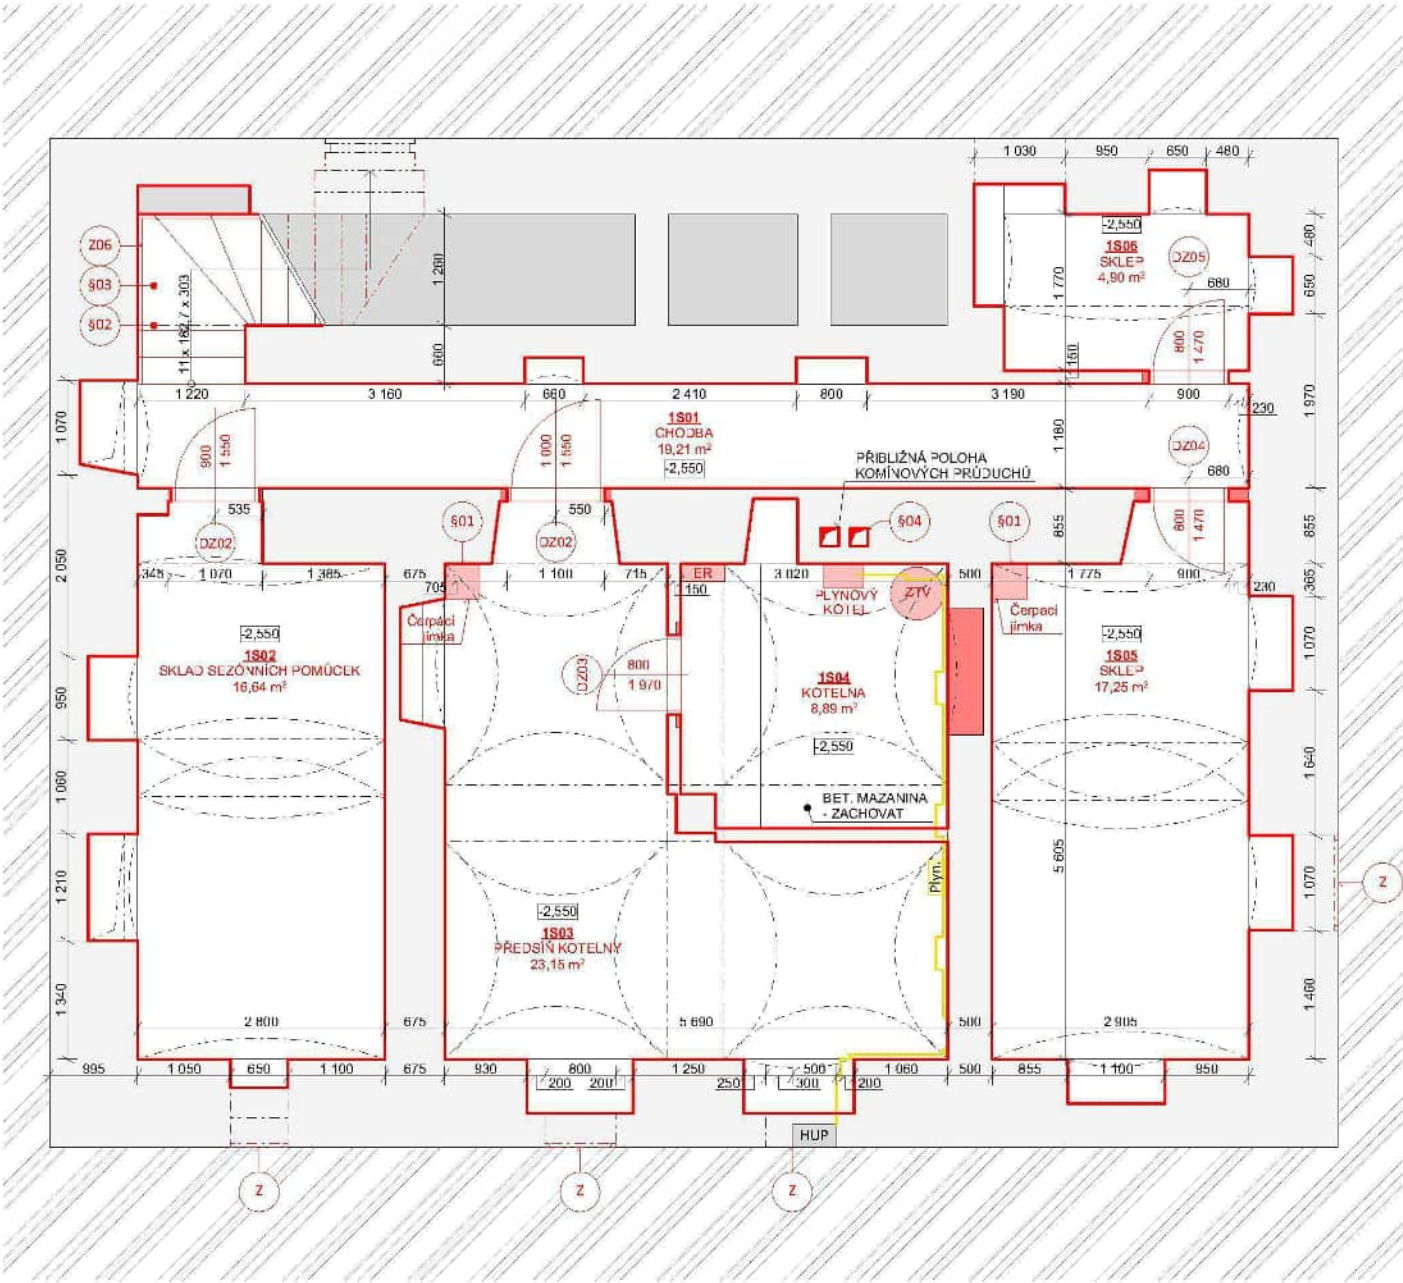 1 030
950
650
480
-2,550
1S06
SKLEP
4,90 m²
DZ05
680
480
650
1 770
150
800
1 470
Z06
§03
§02
11 x 182,7 x 303
1 260
660
1 220
3 160
660
2 410
800
3 190
900
230
1 970
1 070
900
1 550
1 000
1 550
1S01
CHODBA
19,21 m²
-2,550
PŘIBLIŽNÁ POLOHA
KOMÍNOVÝCH PRŮDUCHŮ
1 160
DZ04
680
800
1 470
535
DZ02
§01
550
DZ02
§04
§01
855
855
2 050
345
1 070
1 385
675
705
1 100
715
150
ER
3 020
PLYNOVÝ
KOTEL
ZTV
500
1 775
900
230
365
Čerpací
jímka
Čerpací
jímka
-2,550
1S02
SKLAD SEZÓNNÍCH POMŮCEK
16,64 m²
DZ03
800
1 970
1S04
KOTELNA
8,89 m²
-2,550
-2,550
1S05
SKLEP
17,25 m²
1 070
950
1 060
1 640
BET. MAZANINA
- ZACHOVAT
5 605
Plyn.
1 210
1 070
Z
-2,550
1S03
PŘEDSÍŇ KOTELNY
23,15 m²
1 340
1 460
2 800
675
5 690
500
2 905
995
1 050
650
1 100
675
930
800
1 250
500
1 060
500
855
1 100
950
200
200
250
300
200
HUP
Z
Z
Z